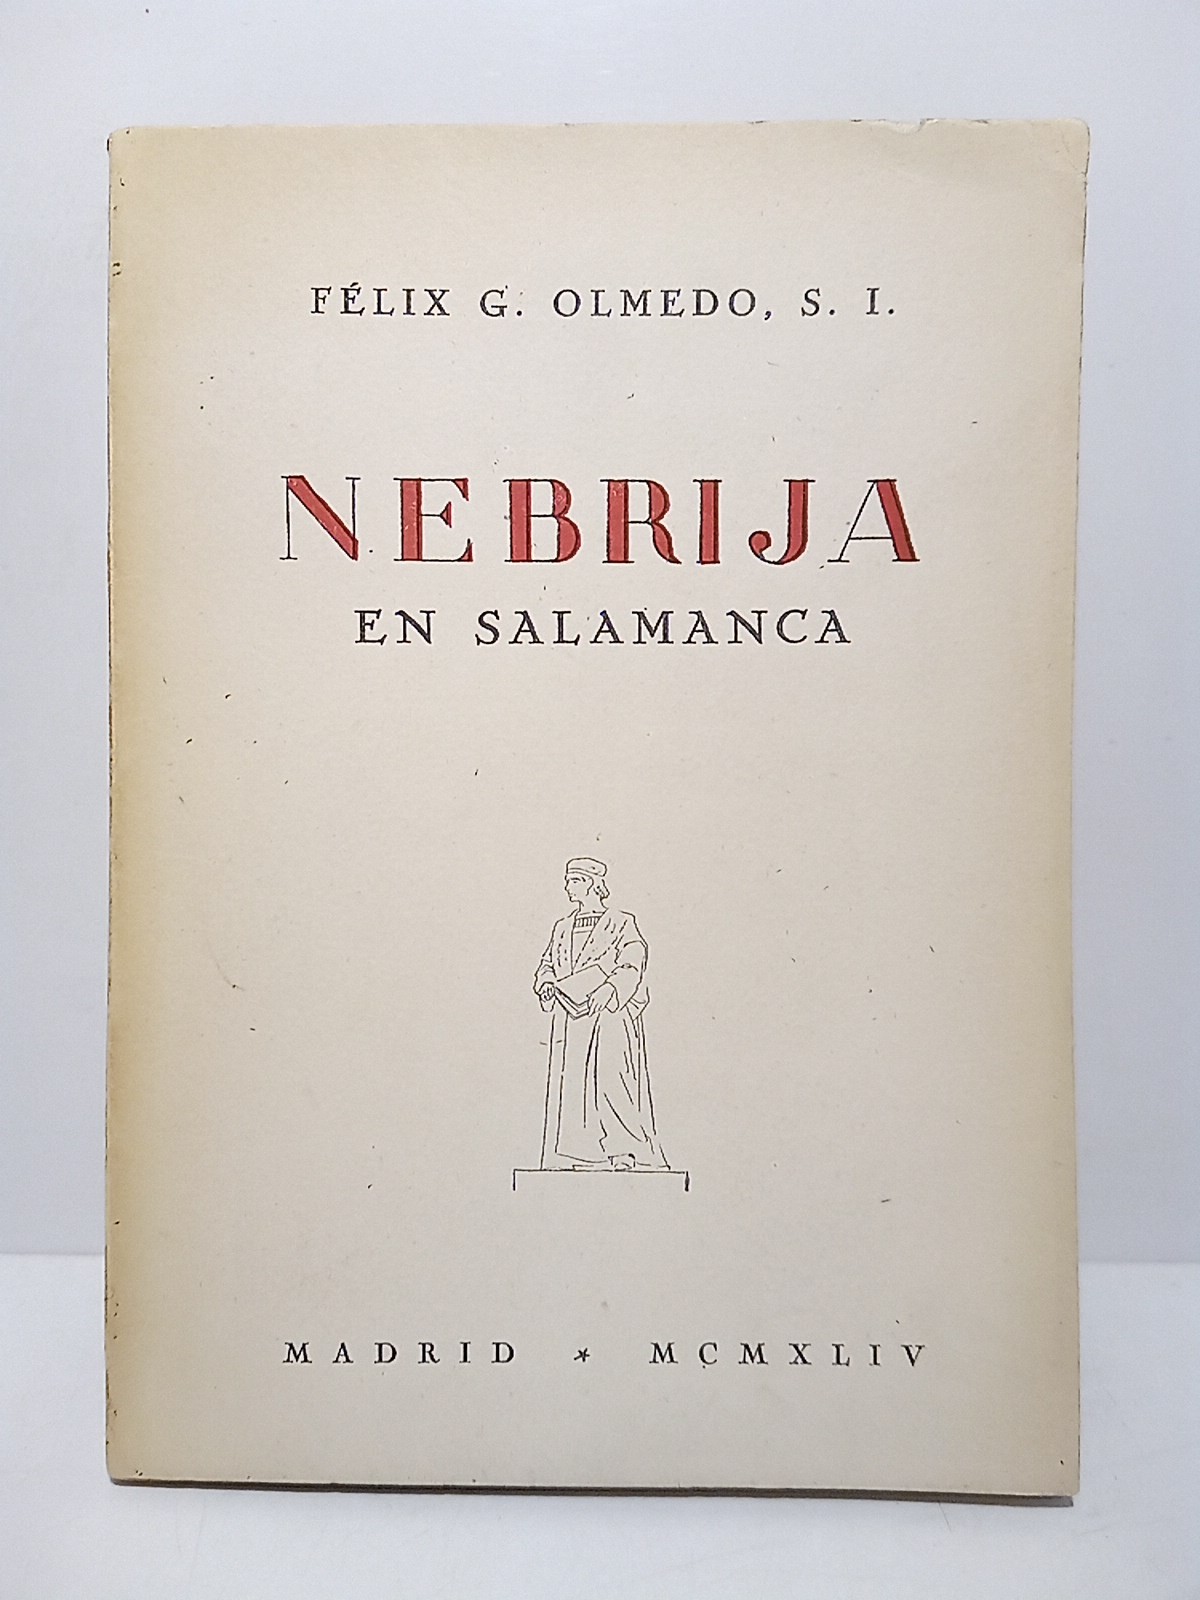 FÉLIX G. OLMEDO, S. I.
NEBRIJA
EN SALAMANCA
MADRID * MCMXLIV